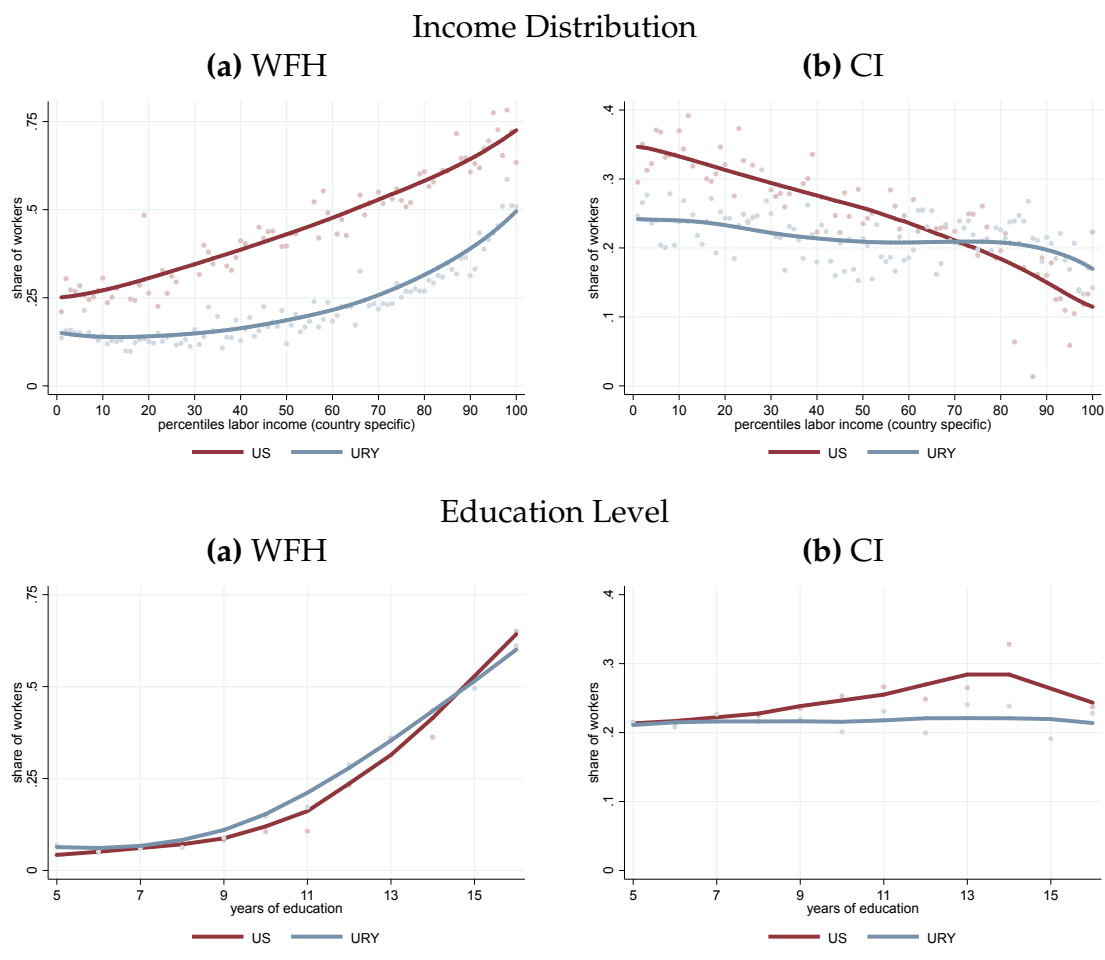 Income Distribution
(a) WFH
(b) CI
share of workers
0 .25 .5 .75
0 10 20 30 40 50 60 70 80 90 100
percentiles labor income (country specific)
US URY
share of workers
0 .1 .2 .3 .4
0 10 20 30 40 50 60 70 80 90 100
percentiles labor income (country specific)
US URY
Education Level
(a) WFH
(b) CI
share of workers
0 .25 .5 .75
5 7 9 11 13 15
years of education
US URY
share of workers
0 .1 .2 .3 .4
5 7 9 11 13 15
years of education
US URY